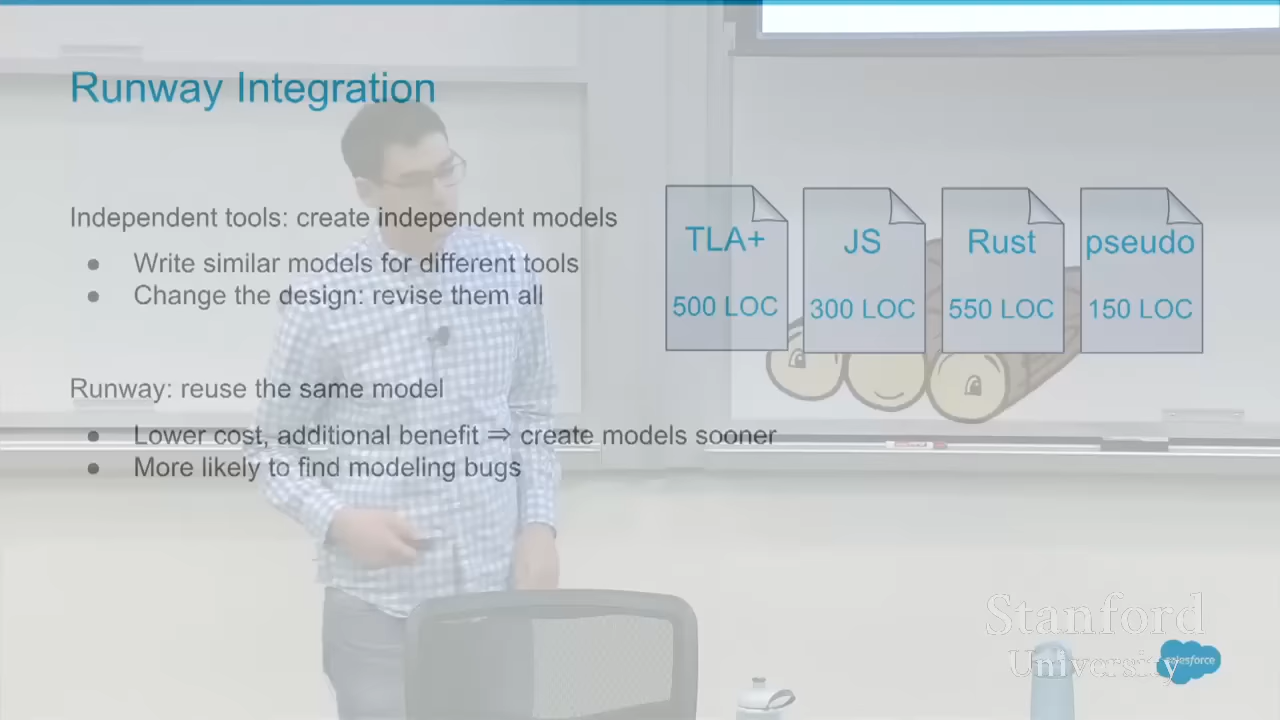 Runway Integration
Independent tools: create independent models
● Write similar models for different tools
● Change the design: revise them all
Runway: reuse the same model
● Lower cost, additional benefit ⇒ create models sooner
● More likely to find modeling bugs
TLA+
500 LOC
JS
300 LOC
Rust
550 LOC
pseudo
150 LOC
Stanford
University
salesforce